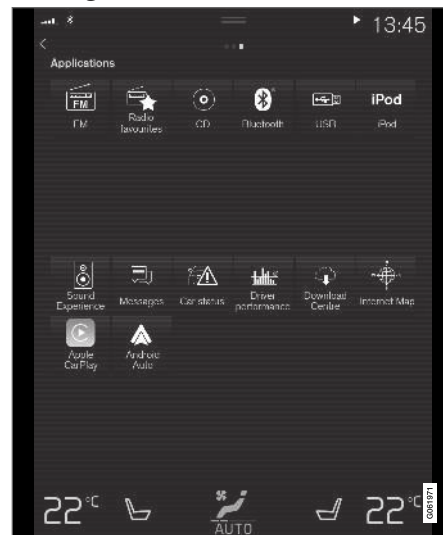 13:45
Applications
FM
FM
Radio
favourites
CD
Bluetooth
USB
iPod
iPod
Sound
Experience
Messages
Car status
Driver
performance
Download
Centre
Internet Map
Apple
CarPlay
Android
Auto
22°C
AUTO
22°C
G061971